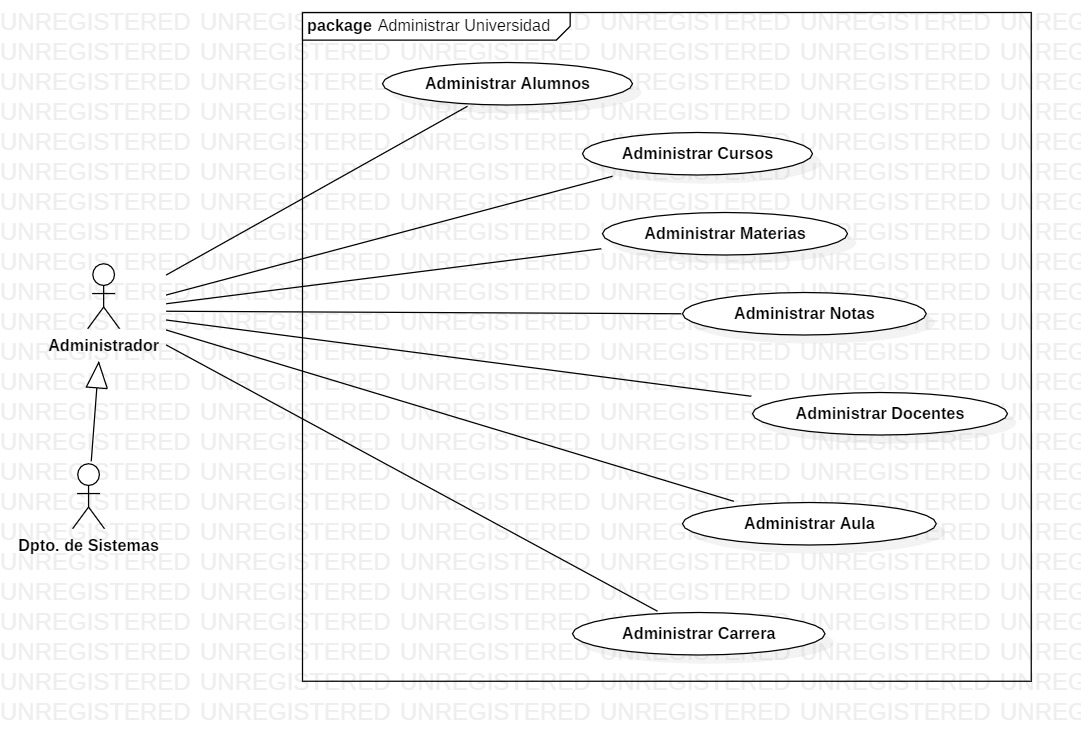 package Administrar Universidad
Administrar Alumnos
Administrar Cursos
Administrar Materias
Administrar Notas
Administrador
Administrar Docentes
Administrar Aula
Dpto. de Sistemas
Administrar Carrera
UNREGISTERED